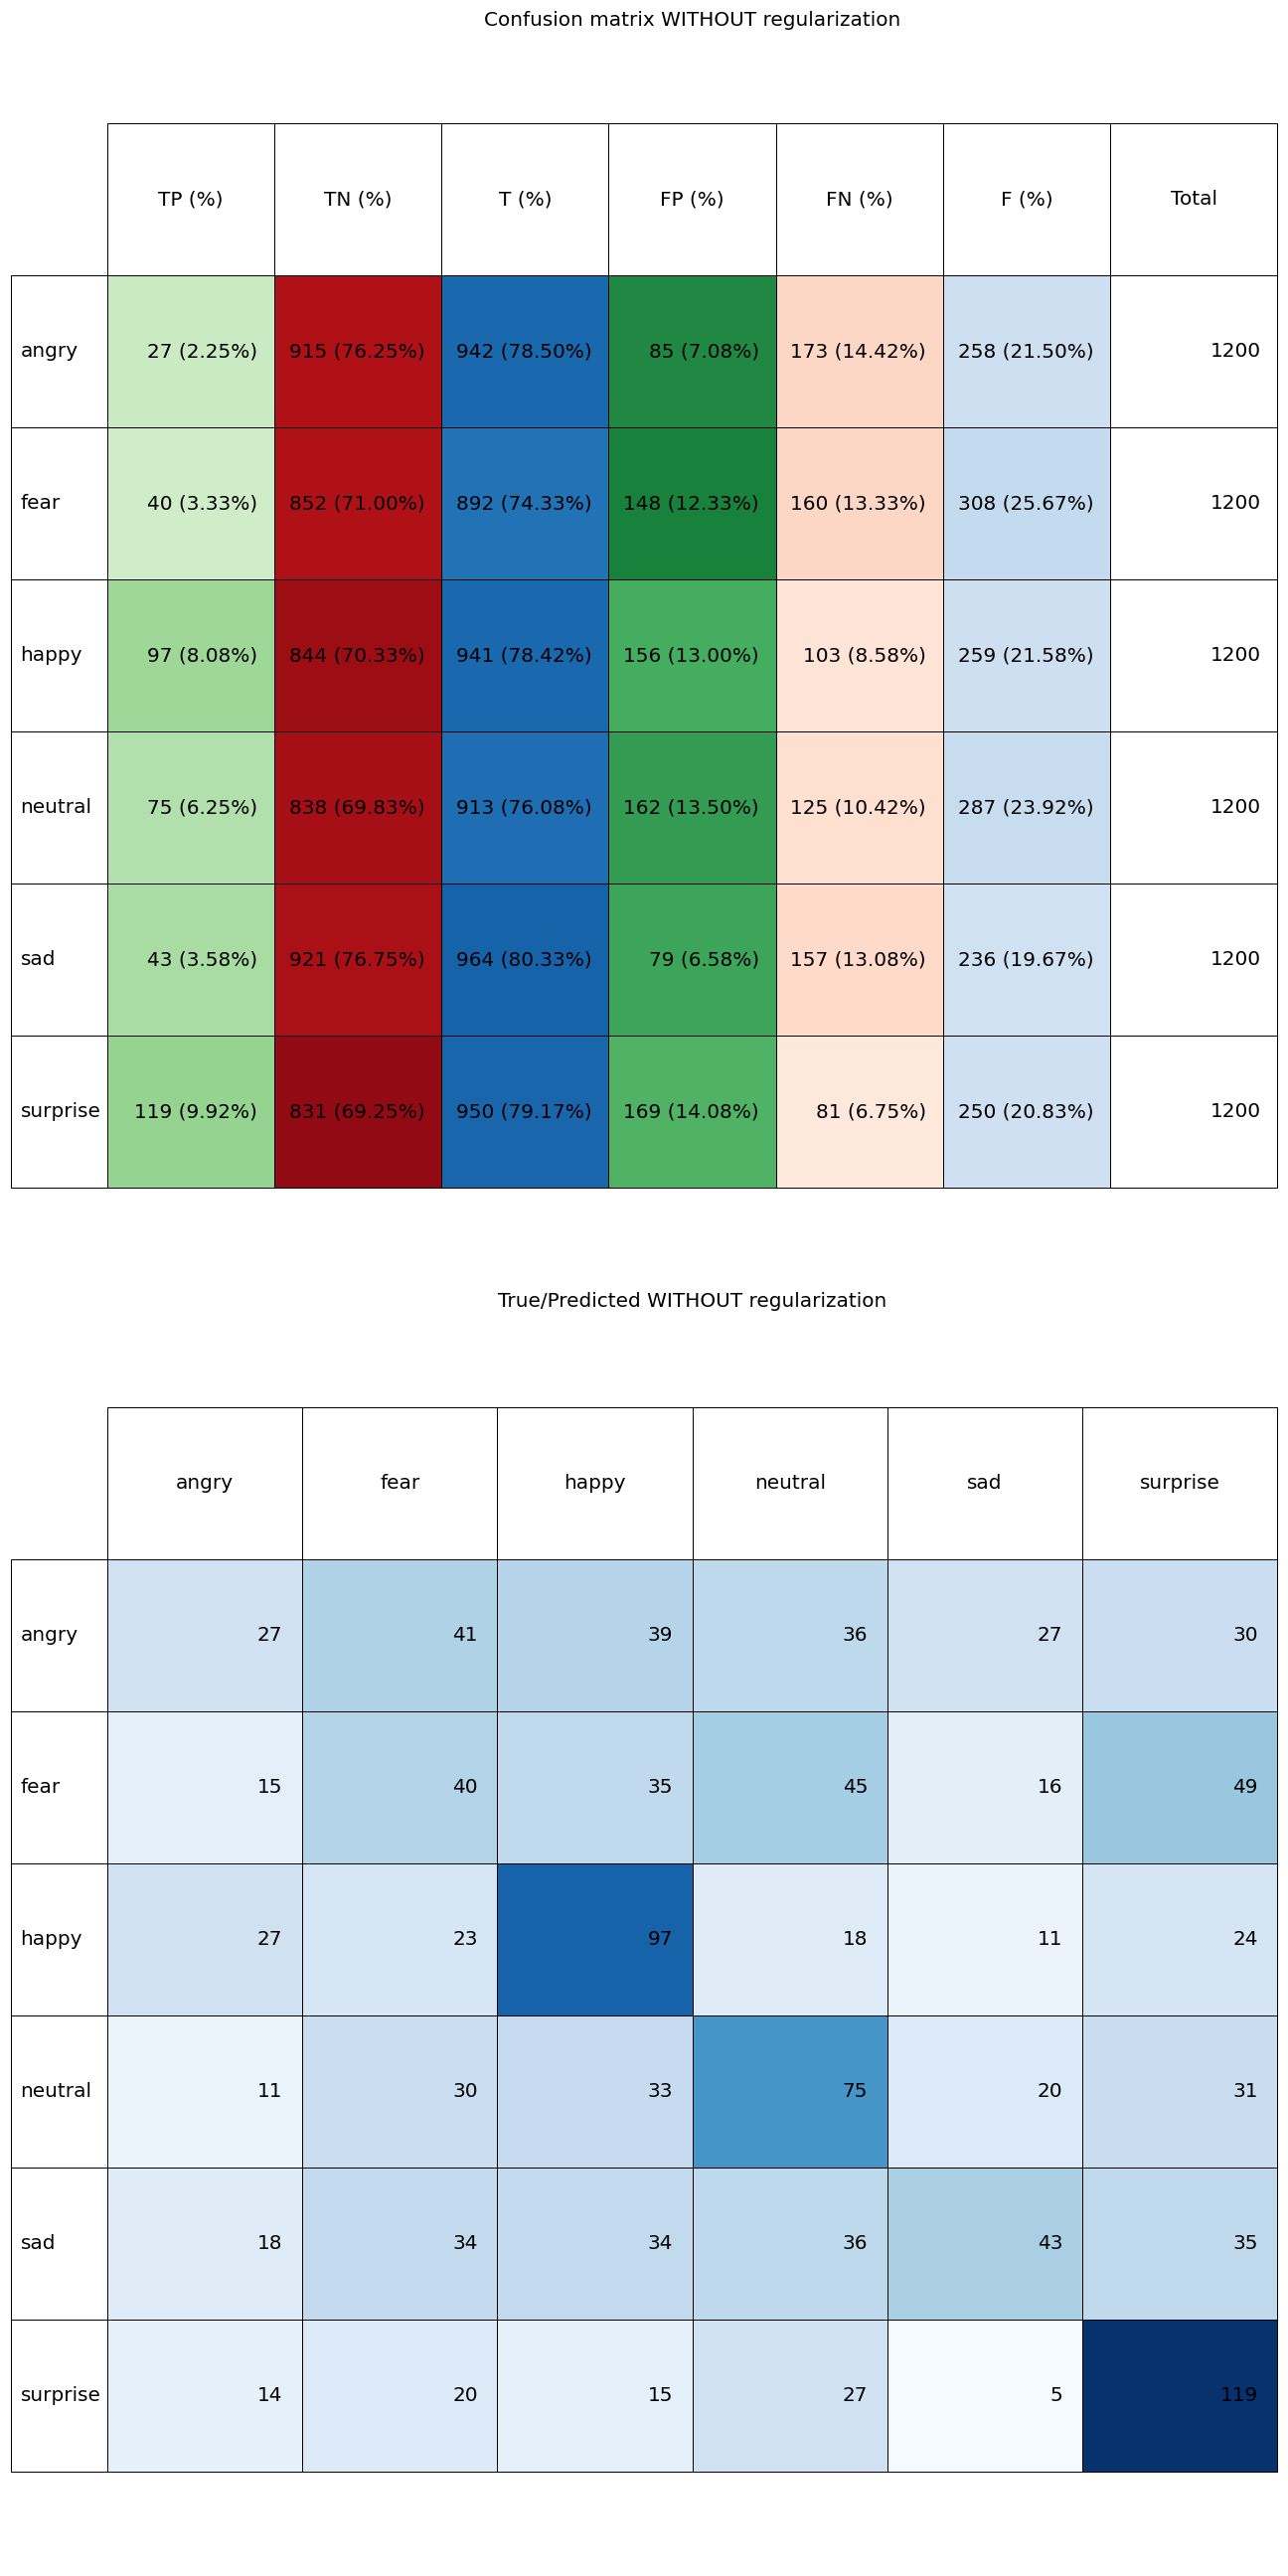 Confusion matrix WITHOUT regularization
TP (%) TN (%) T (%) FP (%) FN (%) F (%) Total
angry 27 (2.25%) 915 (76.25%) 942 (78.50%) 85 (7.08%) 173 (14.42%) 258 (21.50%) 1200
fear 40 (3.33%) 852 (71.00%) 892 (74.33%) 148 (12.33%) 160 (13.33%) 308 (25.67%) 1200
happy 97 (8.08%) 844 (70.33%) 941 (78.42%) 156 (13.00%) 103 (8.58%) 259 (21.58%) 1200
neutral 75 (6.25%) 838 (69.83%) 913 (76.08%) 162 (13.50%) 125 (10.42%) 287 (23.92%) 1200
sad 43 (3.58%) 921 (76.75%) 964 (80.33%) 79 (6.58%) 157 (13.08%) 236 (19.67%) 1200
surprise 119 (9.92%) 831 (69.25%) 950 (79.17%) 169 (14.08%) 81 (6.75%) 250 (20.83%) 1200
True/Predicted WITHOUT regularization
angry fear happy neutral sad surprise
angry 27 41 39 36 27 30
fear 15 40 35 45 16 49
happy 27 23 97 18 11 24
neutral 11 30 33 75 20 31
sad 18 34 34 36 43 35
surprise 14 20 15 27 5 119